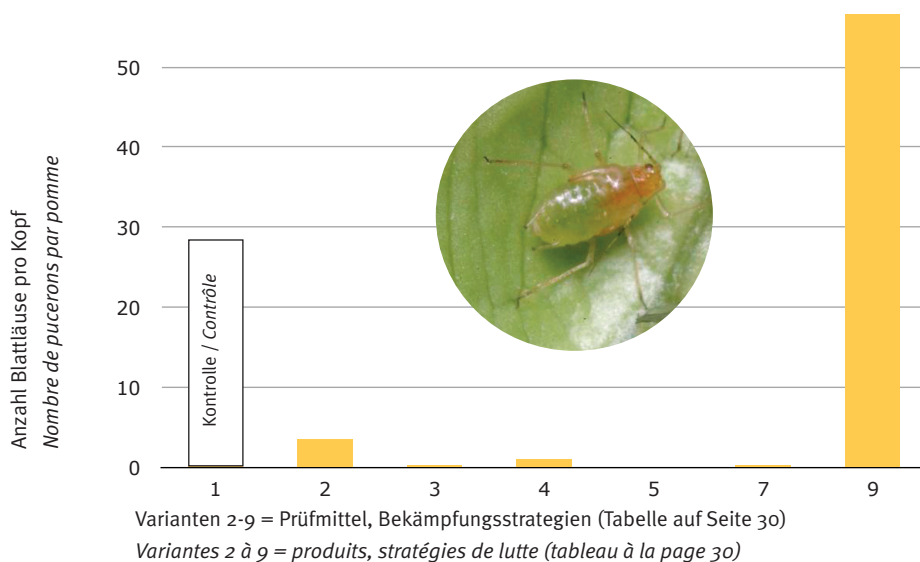 50
40
30
20
10
0
Anzahl Blattläuse pro Kopf
Nombre de pucerons par pomme
Kontrolle / Contrôle
1 2 3 4 5 7 9
Varianten 2-9 = Prüfmittel, Bekämpfungsstrategien (Tabelle auf Seite 30)
Variantes 2 à 9 = produits, stratégies de lutte (tableau à la page 30)